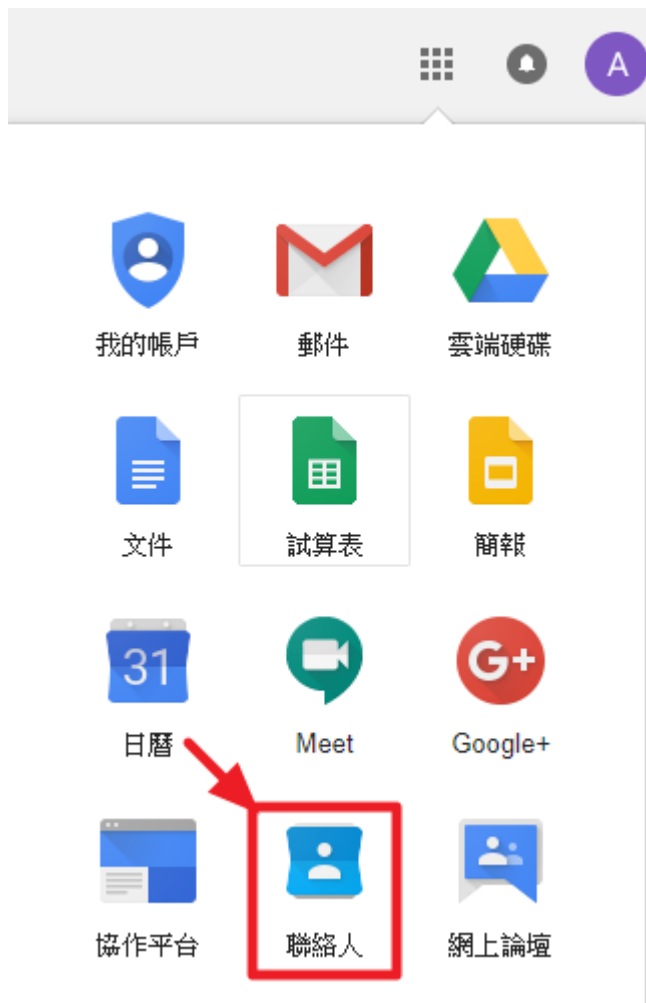 A
我的帳戶
郵件
雲端硬碟
文件
試算表
簡報
31
G+
日曆
Meet
Google+
協作平台
聯絡人
網上論壇